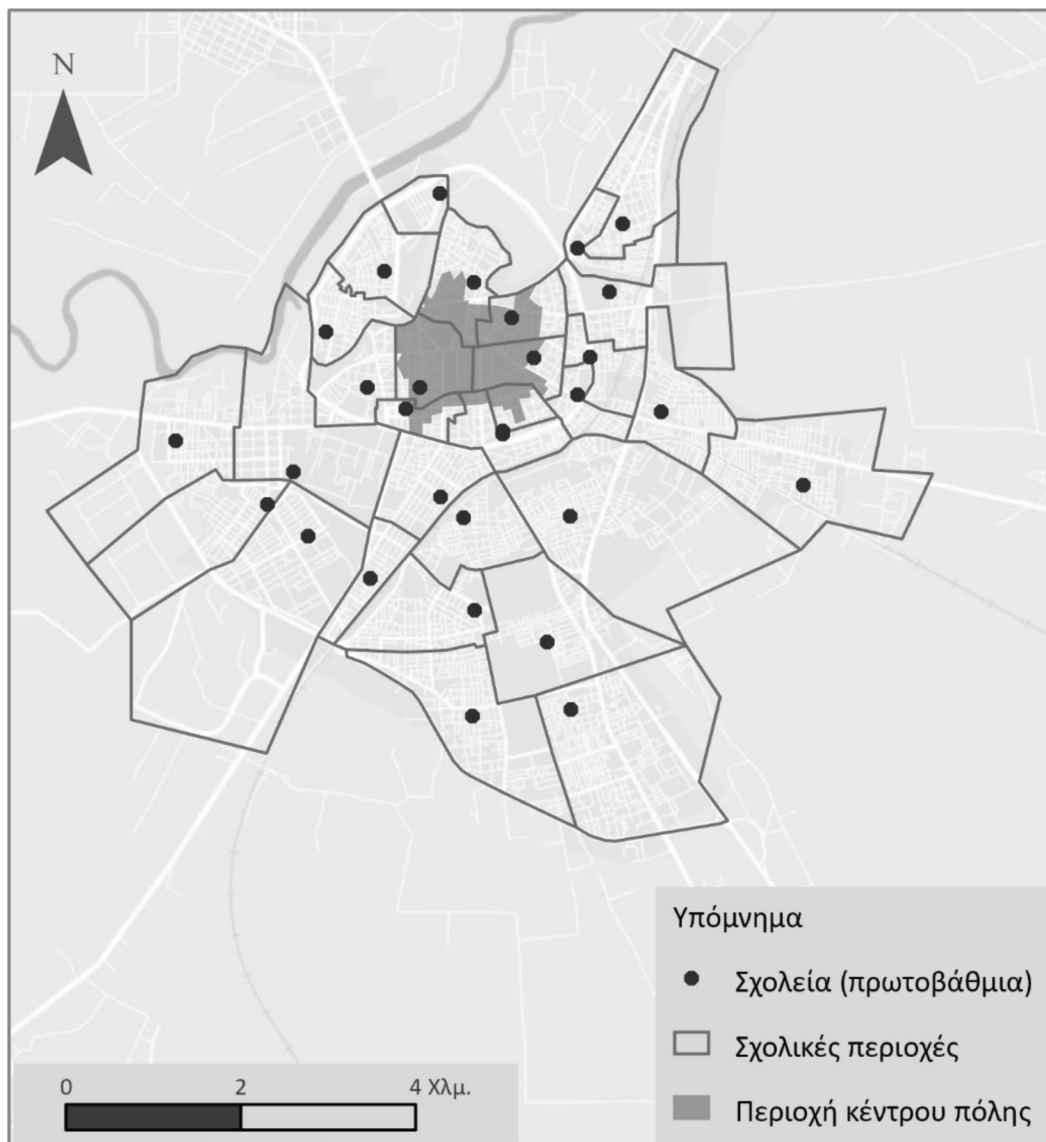 N
Υπόμνημα
Σχολεία (πρωτοβάθμια)
Σχολικές περιοχές
Περιοχή κέντρου πόλης
0 2 4 Χλμ.